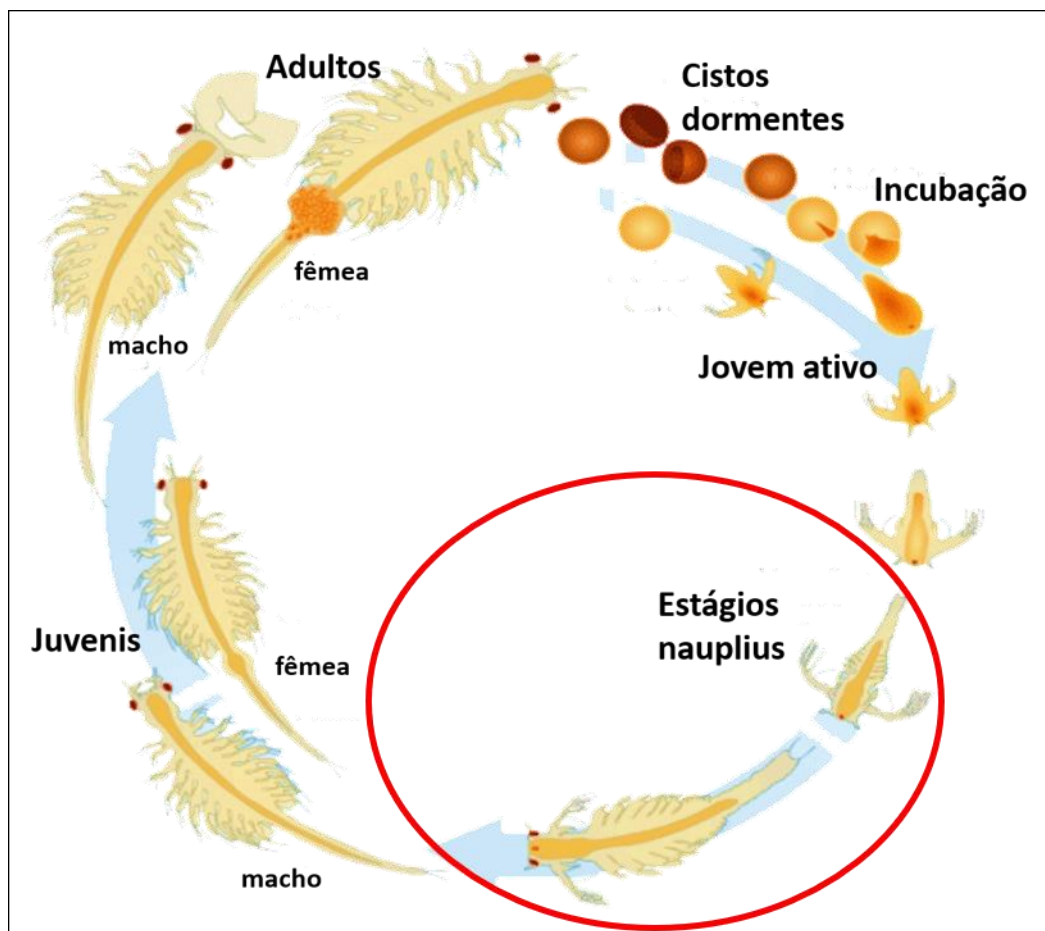 Adultos
Cistos
dormentes
Incubação
fêmea
macho
Jovem ativo
Estágios
nauplius
Juvenis
fêmea
macho